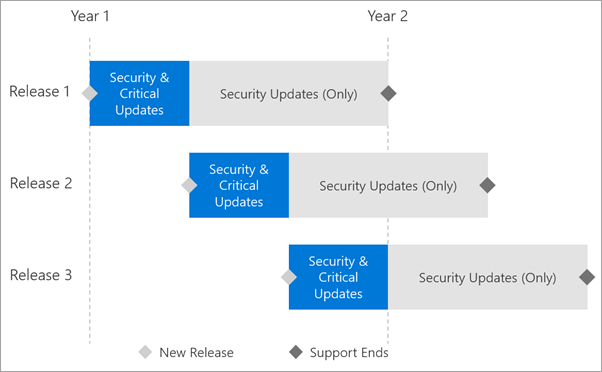 Year 1
Year 2
Release 1
Security &
Critical
Updates
Security Updates (Only)
Release 2
Security &
Critical
Updates
Security Updates (Only)
Release 3
Security &
Critical
Updates
Security Updates (Only)
New Release
Support Ends